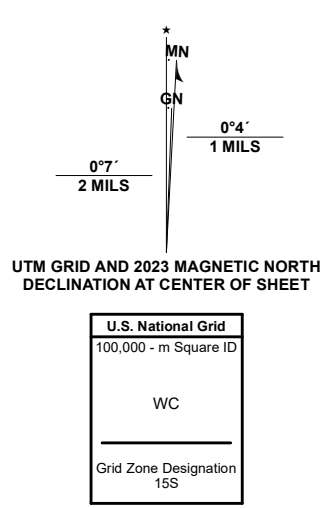 ★
MN
GN
0°4´
1 MILS
0°7´
2 MILS
UTM GRID AND 2023 MAGNETIC NORTH
DECLINATION AT CENTER OF SHEET
U.S. National Grid
100,000 - m Square ID
WC
Grid Zone Designation
15S